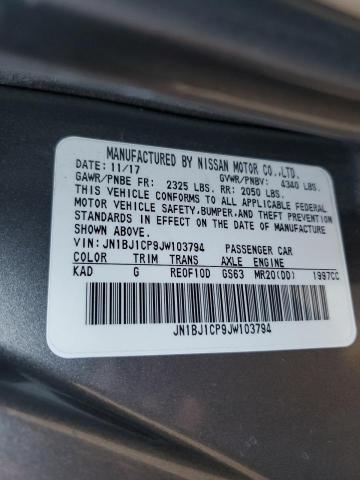 MANUFACTURED BY NISSAN MOTOR CO.,LTD.
DATE: 11/17 GVWR/PNBV: 4340 LBS.
GAWR/PNBE FR: 2325 LBS. RR: 2050 LBS.
THIS VEHICLE CONFORMS TO ALL APPLICABLE FEDERAL
MOTOR VEHICLE SAFETY,BUMPER,AND THEFT PREVENTION
STANDARDS IN EFFECT ON THE DATE OF MANUFACTURE
SHOWN ABOVE.
VIN:JN1BJ1CP9JW103794 PASSENGER CAR
COLOR TRIM TRANS AXLE ENGINE
KAD G RE0F10D GS63 MR20(DD) 1997CC
JN1BJ1CP9JW103794